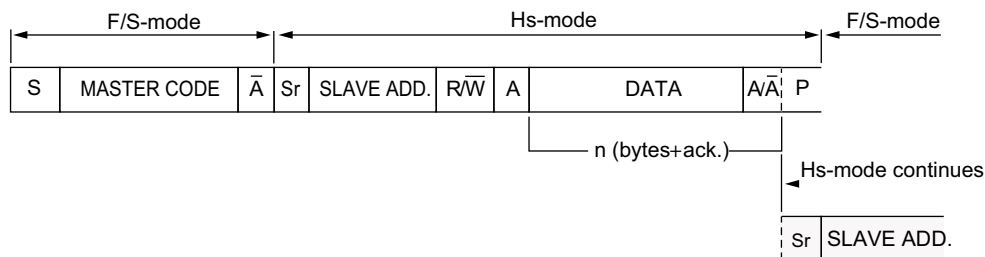 F/S-mode Hs-mode F/S-mode
S MASTER CODE A̅ Sr SLAVE ADD. R/W̅ A DATA A/A̅ P
n (bytes+ack.)
Hs-mode continues
Sr SLAVE ADD.